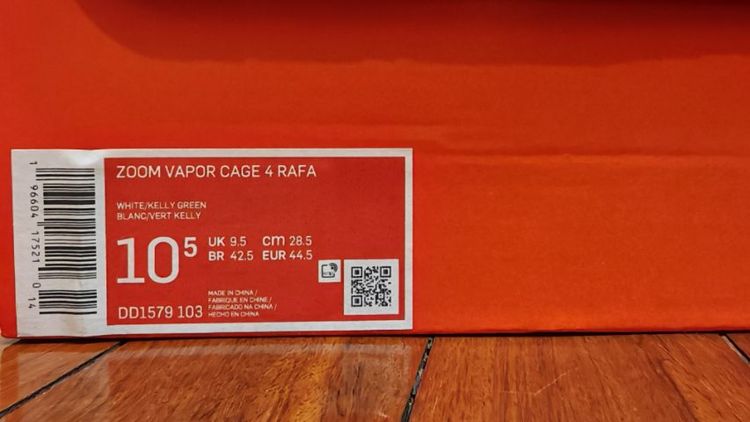 ZOOM VAPOR CAGE 4 RAFA
WHITE/KELLY GREEN
BLANC/VERT KELLY
10⁵ UK 9.5 cm 28.5
BR 42.5 EUR 44.5
DD1579 103
MADE IN CHINA /
FABRIQUE EN CHINE /
FABRICADO NA CHINA /
HECHO EN CHINA
1 96604 17521 0 14